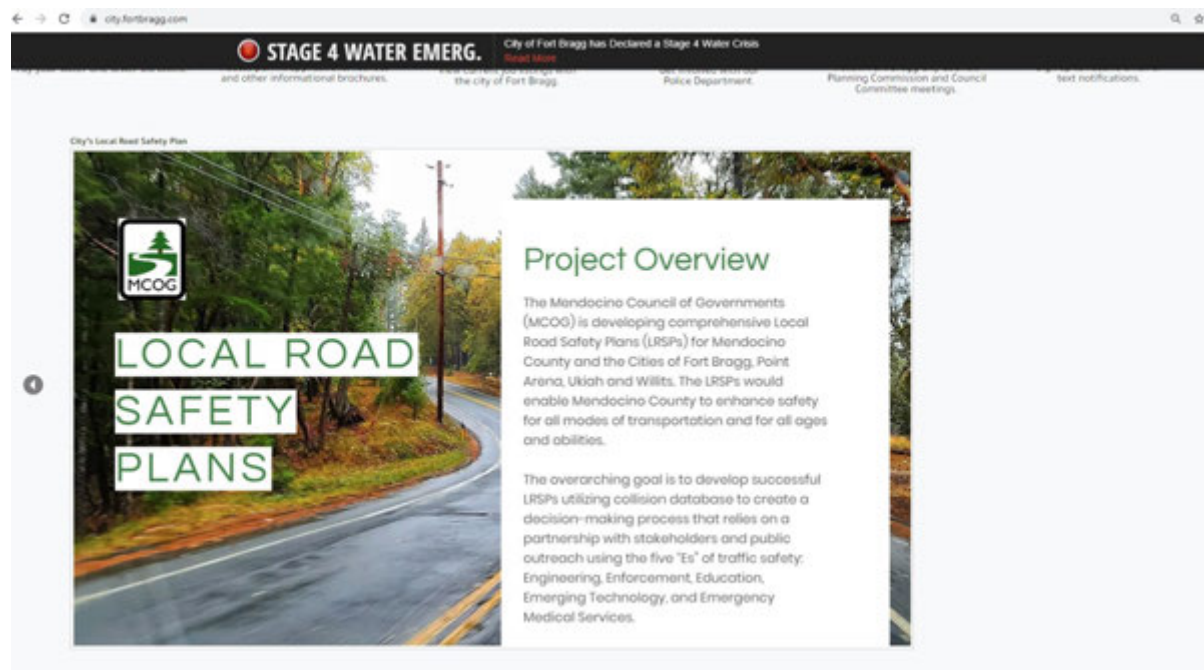 city.fortbragg.com
STAGE 4 WATER EMERG.
City of Fort Bragg has Declared a Stage 4 Water Crisis
Read More
and other informational brochures.
view current job listings with
the city of Fort Bragg.
Police Department.
Planning Commission and Council
Committee meetings.
text notifications.
City's Local Road Safety Plan
MCOG
LOCAL ROAD
SAFETY
PLANS
Project Overview
The Mendocino Council of Governments
(MCOG) is developing comprehensive Local
Road Safety Plans (LRSPs) for Mendocino
County and the Cities of Fort Bragg, Point
Arena, Ukiah and Willits. The LRSPs would
enable Mendocino County to enhance safety
for all modes of transportation and for all ages
and abilities.
The overarching goal is to develop successful
LRSPs utilizing collision database to create a
decision-making process that relies on a
partnership with stakeholders and public
outreach using the five "Es" of traffic safety:
Engineering, Enforcement, Education,
Emerging Technology, and Emergency
Medical Services.